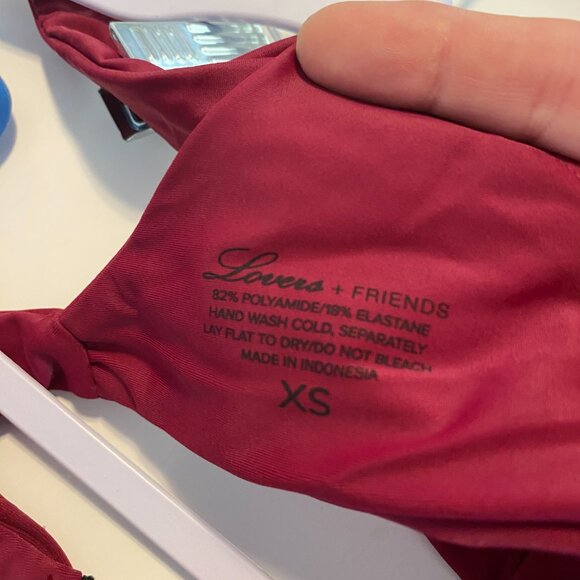 Lovers + FRIENDS
82% POLYAMIDE/18% ELASTANE
HAND WASH COLD, SEPARATELY
LAY FLAT TO DRY/DO NOT BLEACH
MADE IN INDONESIA
XS